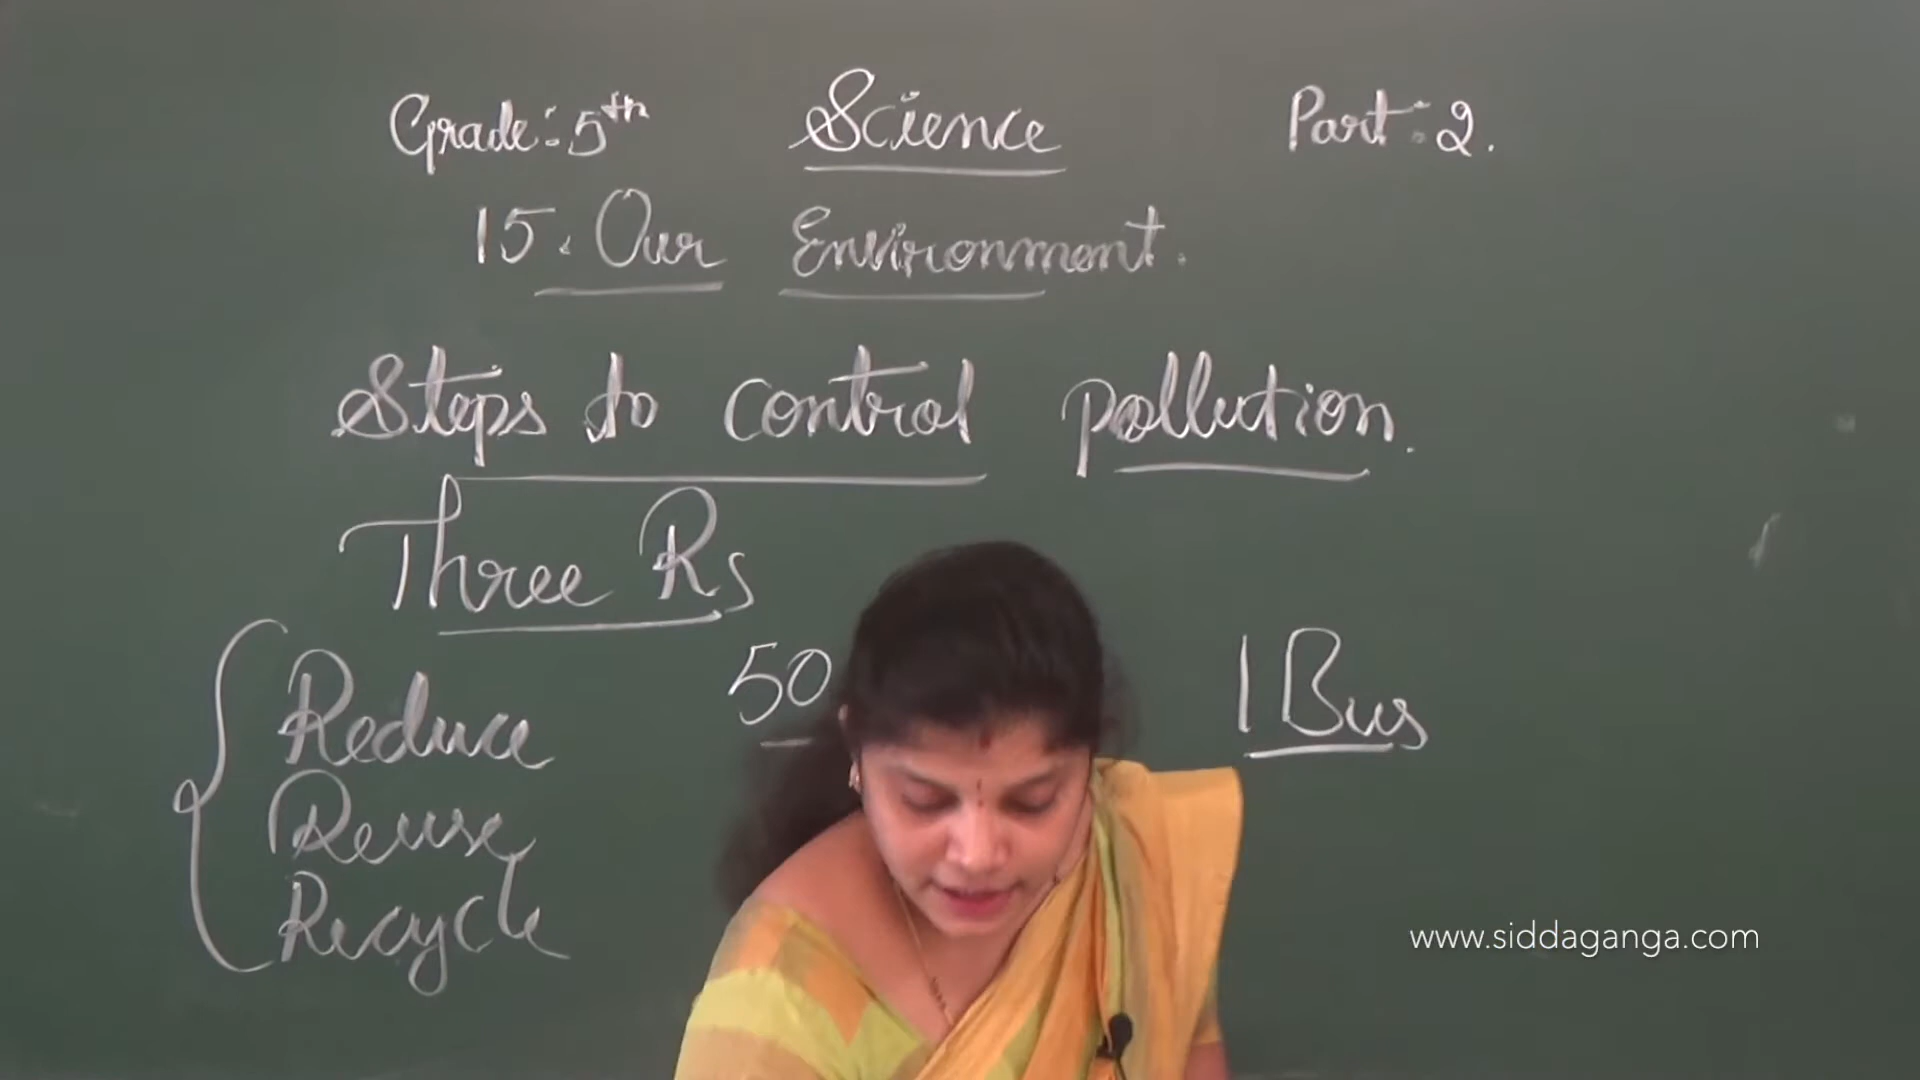 Grade: 5th Science Part: 2.
15. Our Environment.
Steps to control pollution.
Three Rs
Reduce 50 1 Bus
Reuse
Recycle
www.siddaganga.com